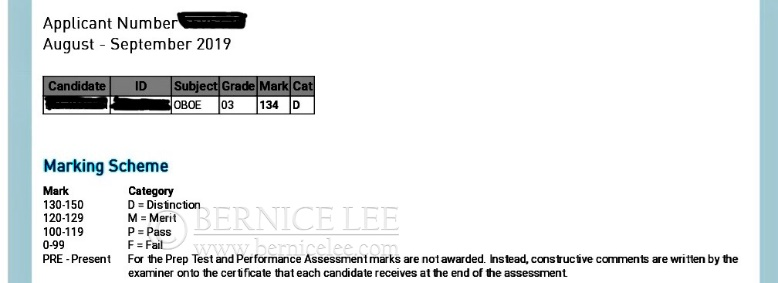 Applicant Number
August - September 2019
Candidate ID Subject Grade Mark Cat
OBOE 03 134 D
Marking Scheme
Mark Category
130-150 D = Distinction
120-129 M = Merit
100-119 P = Pass
0-99 F = Fail
© BERNICE LEE
www.bernicelee.com
PRE - Present For the Prep Test and Performance Assessment marks are not awarded. Instead, constructive comments are written by the
examiner onto the certificate that each candidate receives at the end of the assessment.